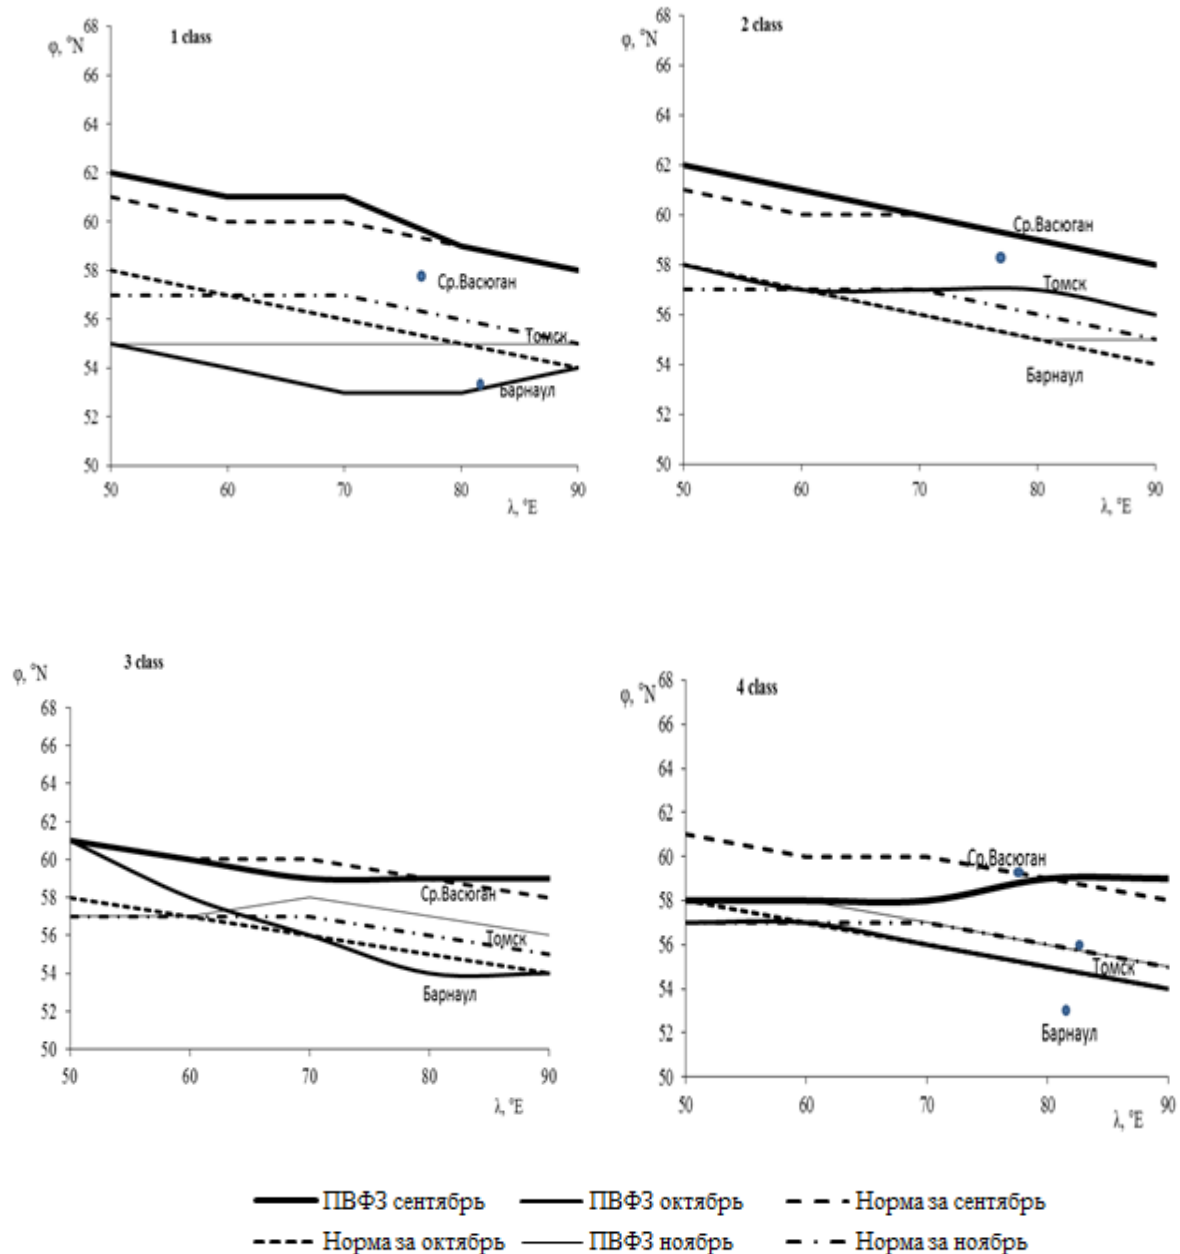 1 class
φ, °N
68
66
64
62
60
58
56
54
52
50
Ср.Васюган
Томск
Барнаул
50 60 70 80 90
λ, °E
2 class
φ, °N
68
66
64
62
60
58
56
54
52
50
Ср.Васюган
Томск
Барнаул
50 60 70 80 90
λ, °E
3 class
φ, °N
68
66
64
62
60
58
56
54
52
50
Ср.Васюган
Томск
Барнаул
50 60 70 80 90
λ, °E
4 class
φ, °N
68
66
64
62
60
58
56
54
52
50
Ср.Васюган
Томск
Барнаул
50 60 70 80 90
λ, °E
ПВФЗ сентябрь ПВФЗ октябрь Норма за сентябрь
Норма за октябрь ПВФЗ ноябрь Норма за ноябрь